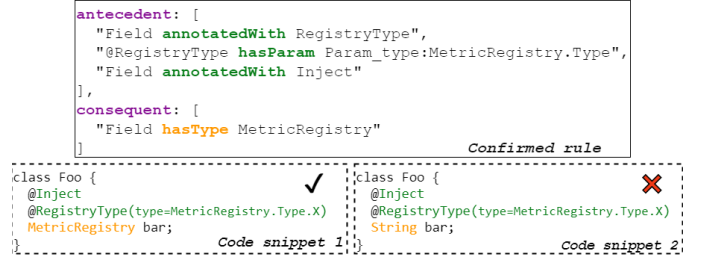 antecedent: [
"Field annotatedWith RegistryType",
"@RegistryType hasParam Param_type:MetricRegistry.Type",
"Field annotatedWith Inject"
],
consequent: [
"Field hasType MetricRegistry"
]
Confirmed rule
class Foo {
@Inject
@RegistryType(type=MetricRegistry.Type.X)
MetricRegistry bar;
}
Code snippet 1
class Foo {
@Inject
@RegistryType(type=MetricRegistry.Type.X)
String bar;
}
Code snippet 2